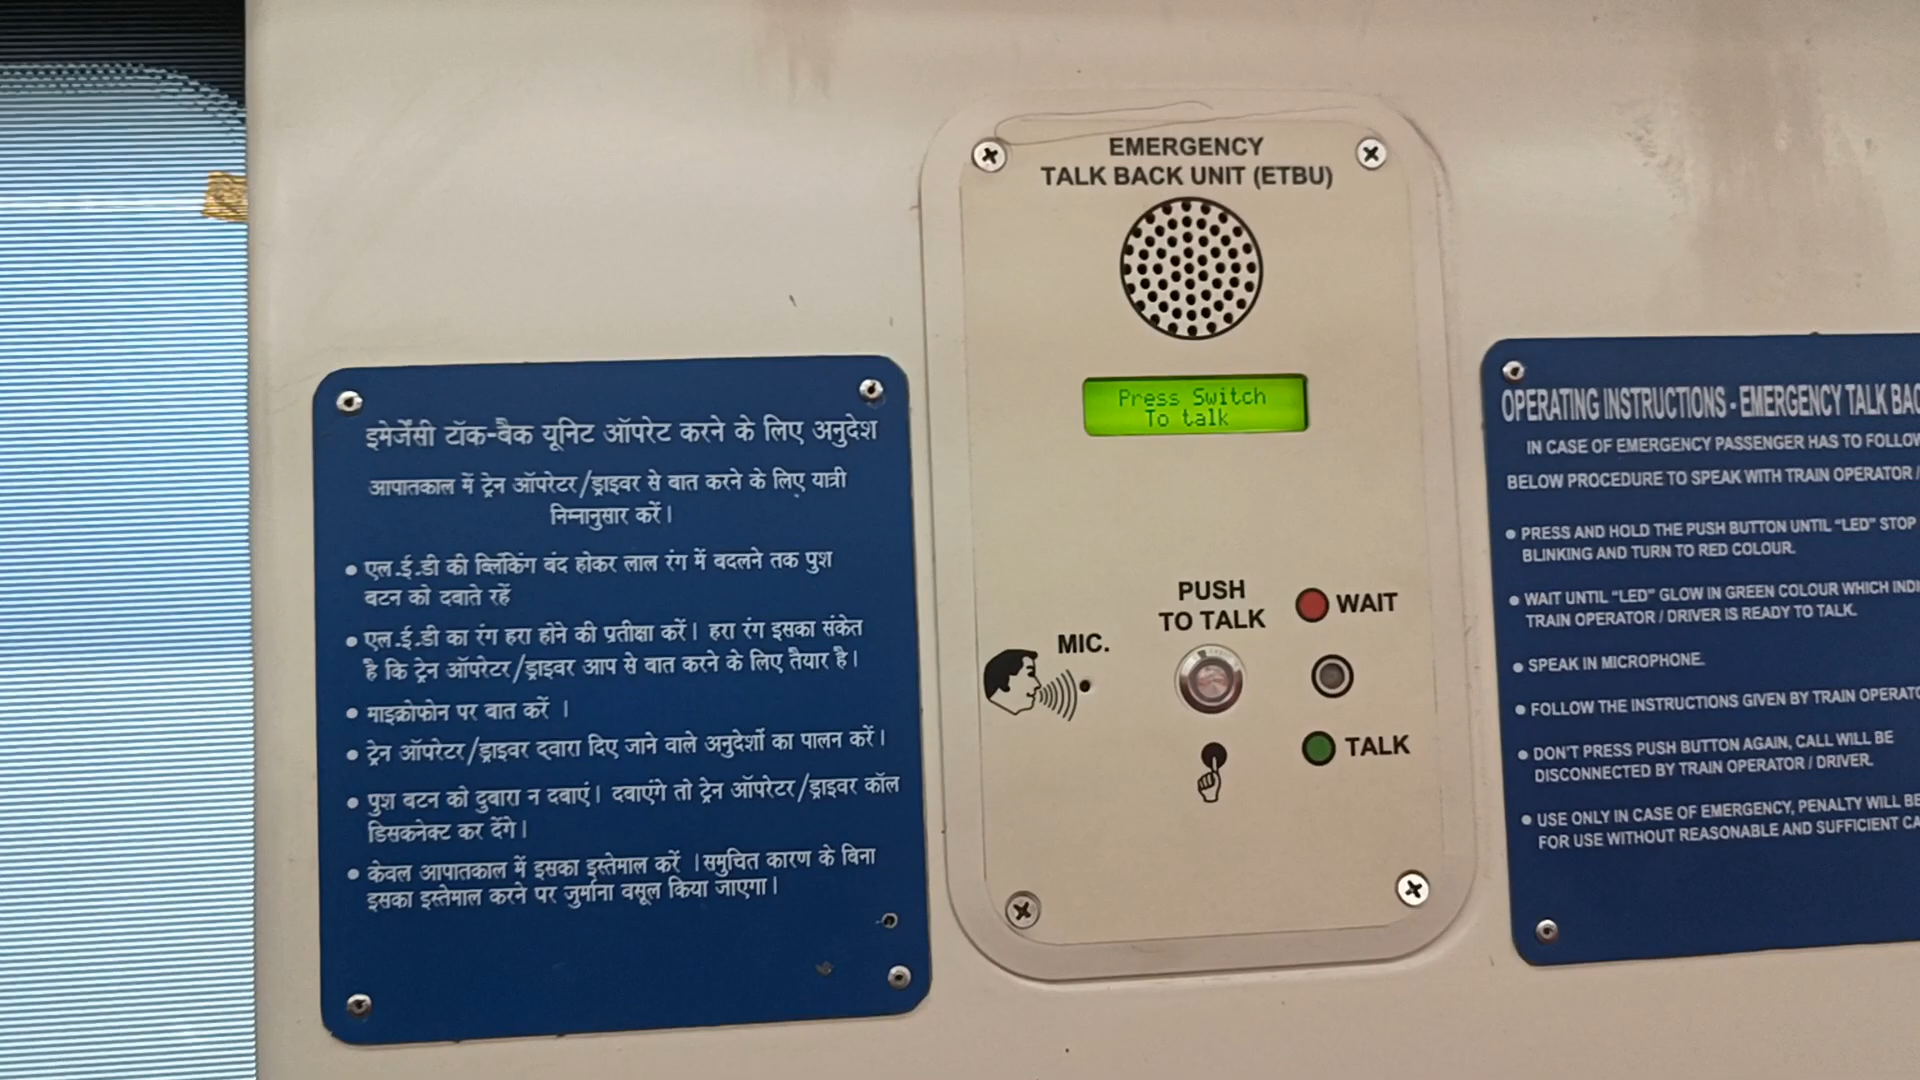 इमेर्जेंसी टॉक-बैक यूनिट ऑपरेट करने के लिए अनुदेश
आपातकाल में ट्रेन ऑपरेटर/ड्राइवर से बात करने के लिए यात्री
निम्नानुसार करें।
• एल.ई.डी की ब्लिंकिंग बंद होकर लाल रंग में बदलने तक पुश
बटन को दबाते रहें
• एल.ई.डी का रंग हरा होने की प्रतीक्षा करें। हरा रंग इसका संकेत
है कि ट्रेन ऑपरेटर/ड्राइवर आप से बात करने के लिए तैयार है।
• माइक्रोफोन पर बात करें ।
• ट्रेन ऑपरेटर/ड्राइवर द्वारा दिए जाने वाले अनुदेशों का पालन करें।
• पुश बटन को दुबारा न दबाएं। दबाएंगे तो ट्रेन ऑपरेटर/ड्राइवर कॉल
डिसकनेक्ट कर देंगे।
• केवल आपातकाल में इसका इस्तेमाल करें ।समुचित कारण के बिना
इसका इस्तेमाल करने पर जुर्माना वसूल किया जाएगा।
EMERGENCY
TALK BACK UNIT (ETBU)
Press Switch
To talk
PUSH
TO TALK
WAIT
MIC.
TALK
OPERATING INSTRUCTIONS - EMERGENCY TALK
IN CASE OF EMERGENCY PASSENGER HAS TO
BELOW PROCEDURE TO SPEAK WITH TRAIN OPERATOR /
• PRESS AND HOLD THE PUSH BUTTON UNTIL "LED" STOP
BLINKING AND TURN TO RED COLOUR.
• WAIT UNTIL "LED" GLOW IN GREEN COLOUR WHICH
TRAIN OPERATOR / DRIVER IS READY TO TALK.
• SPEAK IN MICROPHONE.
• FOLLOW THE INSTRUCTIONS GIVEN BY TRAIN
• DON'T PRESS PUSH BUTTON AGAIN, CALL WILL BE
DISCONNECTED BY TRAIN OPERATOR / DRIVER.
• USE ONLY IN CASE OF EMERGENCY, PENALTY WILL BE
FOR USE WITHOUT REASONABLE AND SUFFICIENT